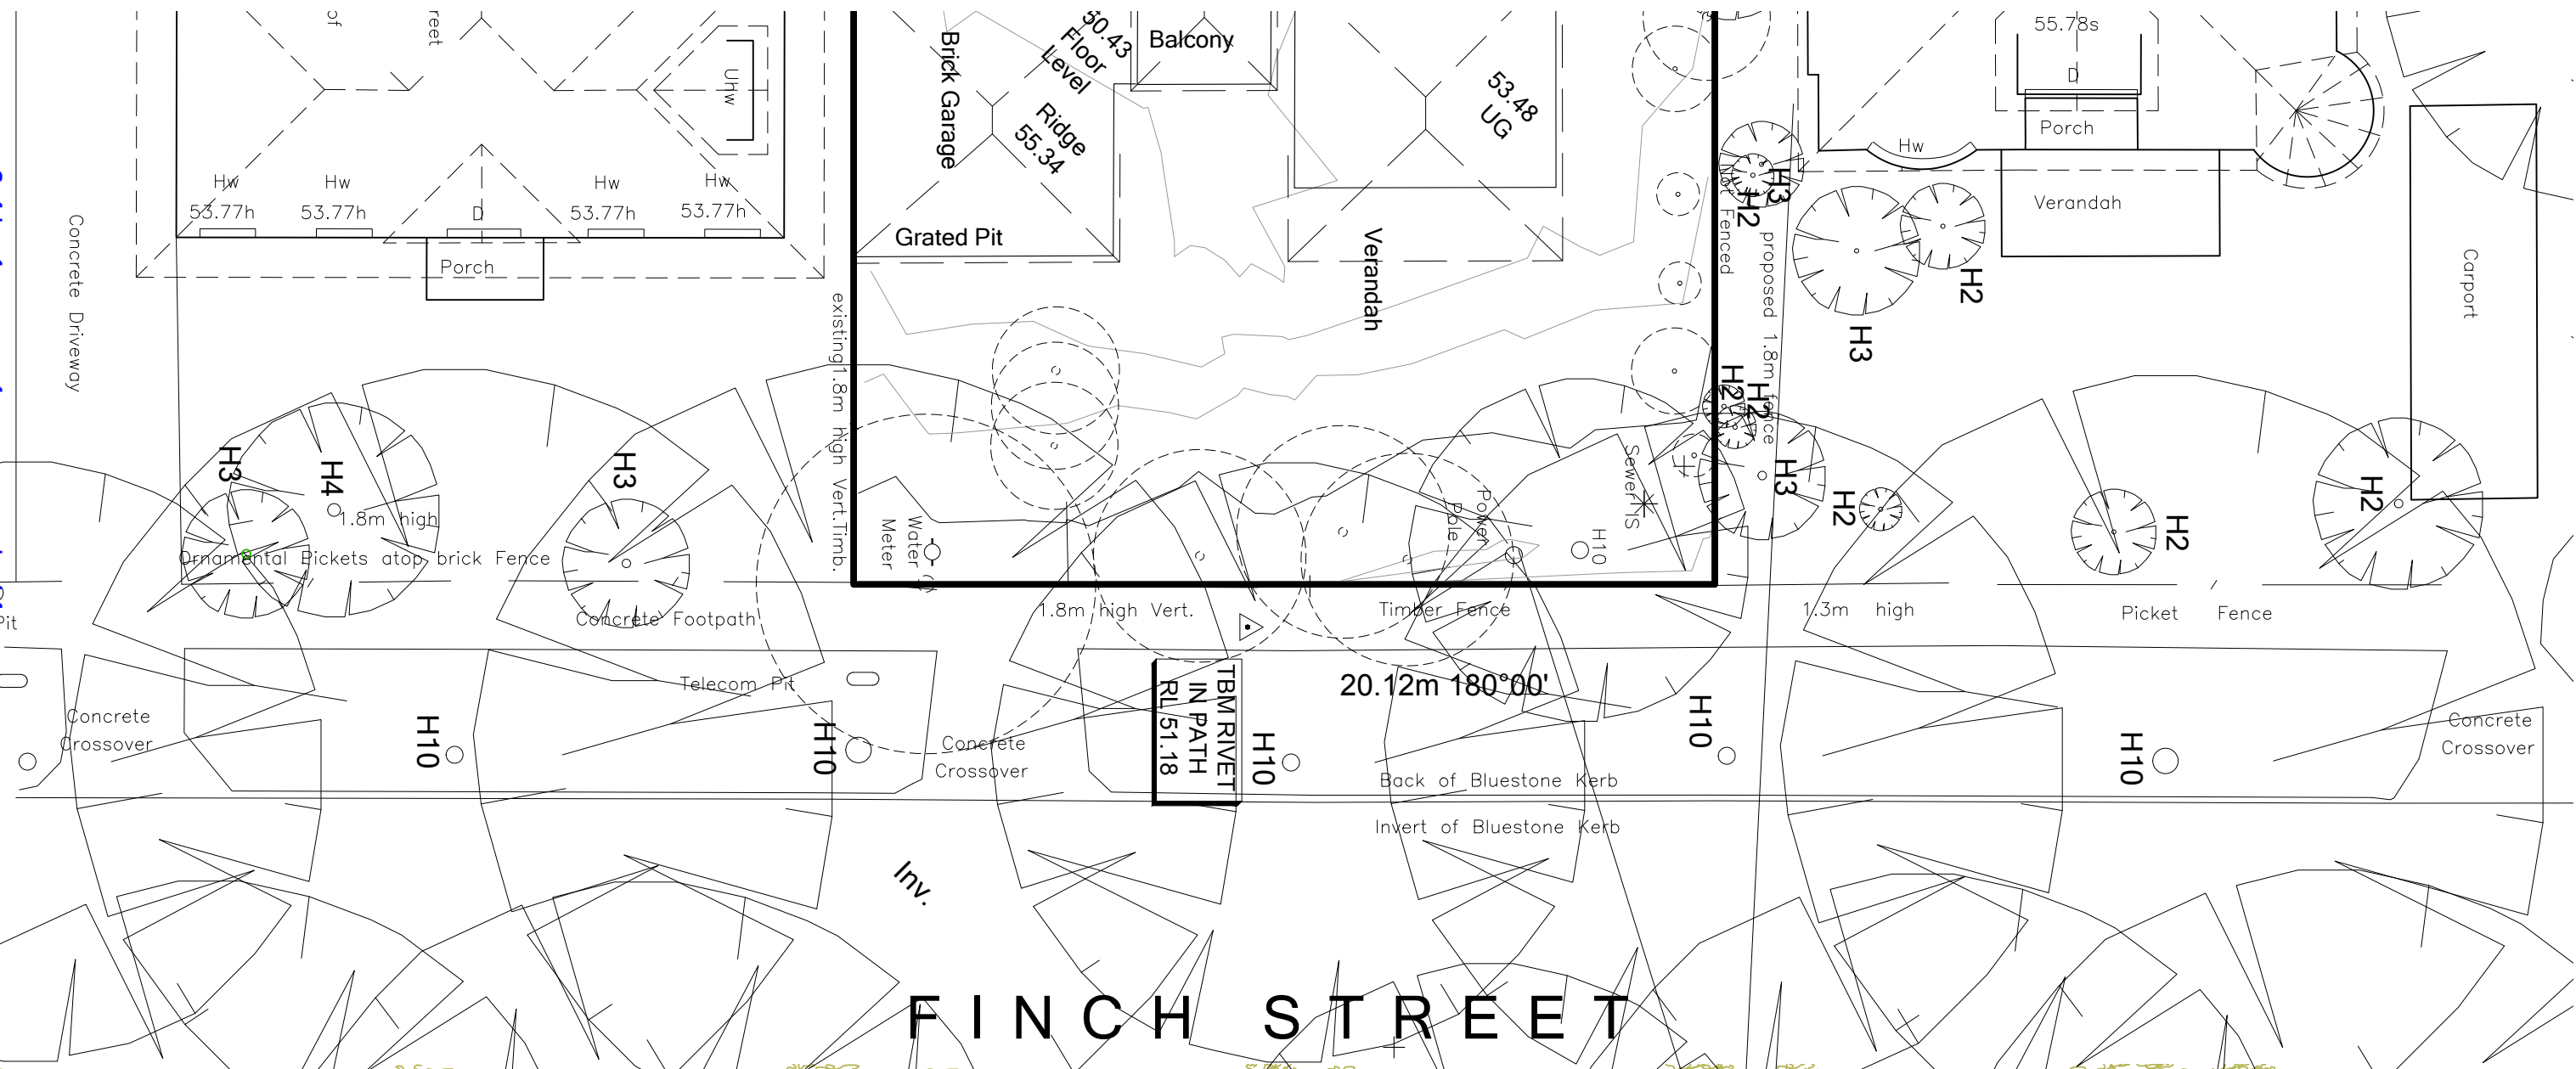 of
reet
Uhw
Hw
53.77h
Hw
53.77h
D
Hw
53.77h
Hw
53.77h
Porch
Concrete Driveway
Brick Garage
50.43
Floor
Level
Ridge
55.34
Balcony
53.48
UG
Grated Pit
Verandah
existing1.8m high Vert.Timb.
Not Fenced
proposed 1.8m fence
H3
H2
55.78s
D
Porch
Hw
Verandah
H2
H3
Carport
H2
H2
H3
H2
H2
H2
H3
H4
H3
1.8m high
Ornamental Pickets atop brick Fence
Concrete Footpath
Water
Meter
Power
Pole
Sewer IS
H10
1.8m high Vert.
Timber Fence
1.3m high
Picket Fence
Pit
Telecom Pit
Concrete
Crossover
H10
H10
Concrete
Crossover
TBM RIVET
IN PATH
RL 51.18
H10
20.12m 180°00'
H10
H10
Concrete
Crossover
Back of Bluestone Kerb
Invert of Bluestone Kerb
Inv.
FINCH STREET